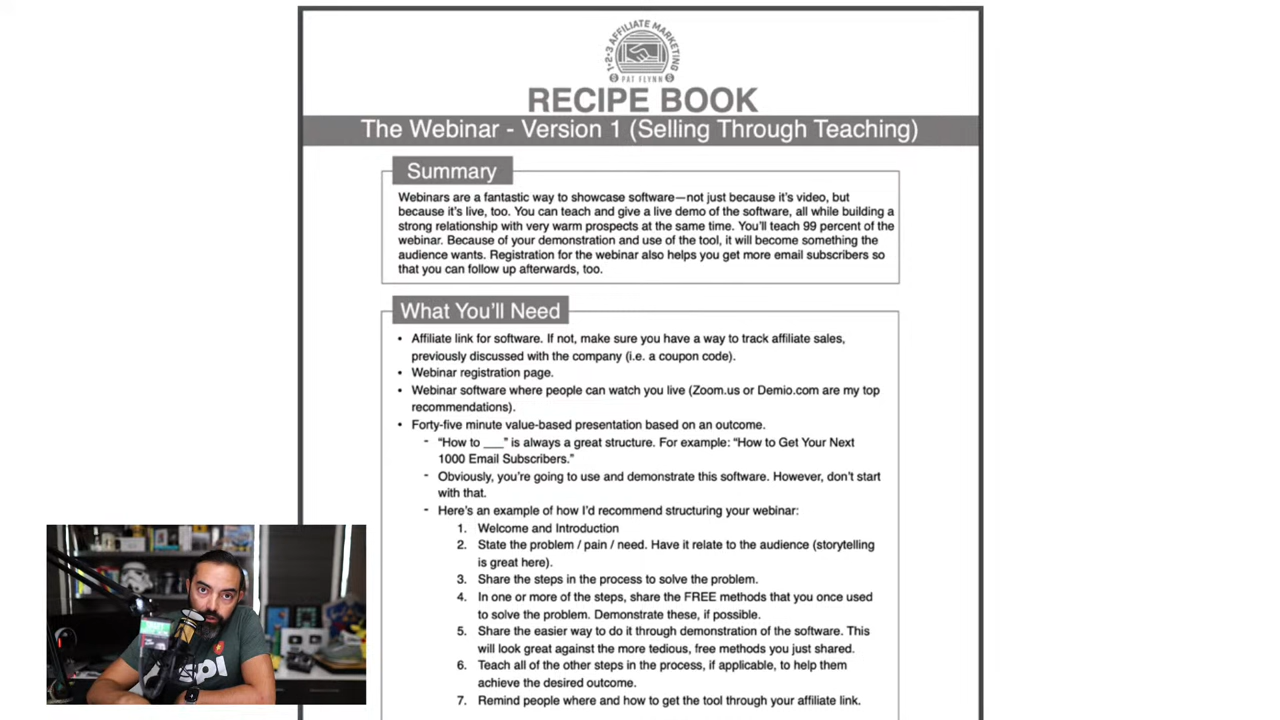 1•2•3 AFFILIATE MARKETING
PAT FLYNN
RECIPE BOOK
The Webinar - Version 1 (Selling Through Teaching)
Summary
Webinars are a fantastic way to showcase software—not just because it's video, but
because it's live, too. You can teach and give a live demo of the software, all while building a
strong relationship with very warm prospects at the same time. You'll teach 99 percent of the
webinar. Because of your demonstration and use of the tool, it will become something the
audience wants. Registration for the webinar also helps you get more email subscribers so
that you can follow up afterwards, too.
What You'll Need
• Affiliate link for software. If not, make sure you have a way to track affiliate sales,
previously discussed with the company (i.e. a coupon code).
• Webinar registration page.
• Webinar software where people can watch you live (Zoom.us or Demio.com are my top
recommendations).
• Forty-five minute value-based presentation based on an outcome.
- “How to ___” is always a great structure. For example: “How to Get Your Next
1000 Email Subscribers.”
- Obviously, you're going to use and demonstrate this software. However, don't start
with that.
- Here's an example of how I'd recommend structuring your webinar:
1. Welcome and Introduction
2. State the problem / pain / need. Have it relate to the audience (storytelling
is great here).
3. Share the steps in the process to solve the problem.
4. In one or more of the steps, share the FREE methods that you once used
to solve the problem. Demonstrate these, if possible.
5. Share the easier way to do it through demonstration of the software. This
will look great against the more tedious, free methods you just shared.
6. Teach all of the other steps in the process, if applicable, to help them
achieve the desired outcome.
7. Remind people where and how to get the tool through your affiliate link.